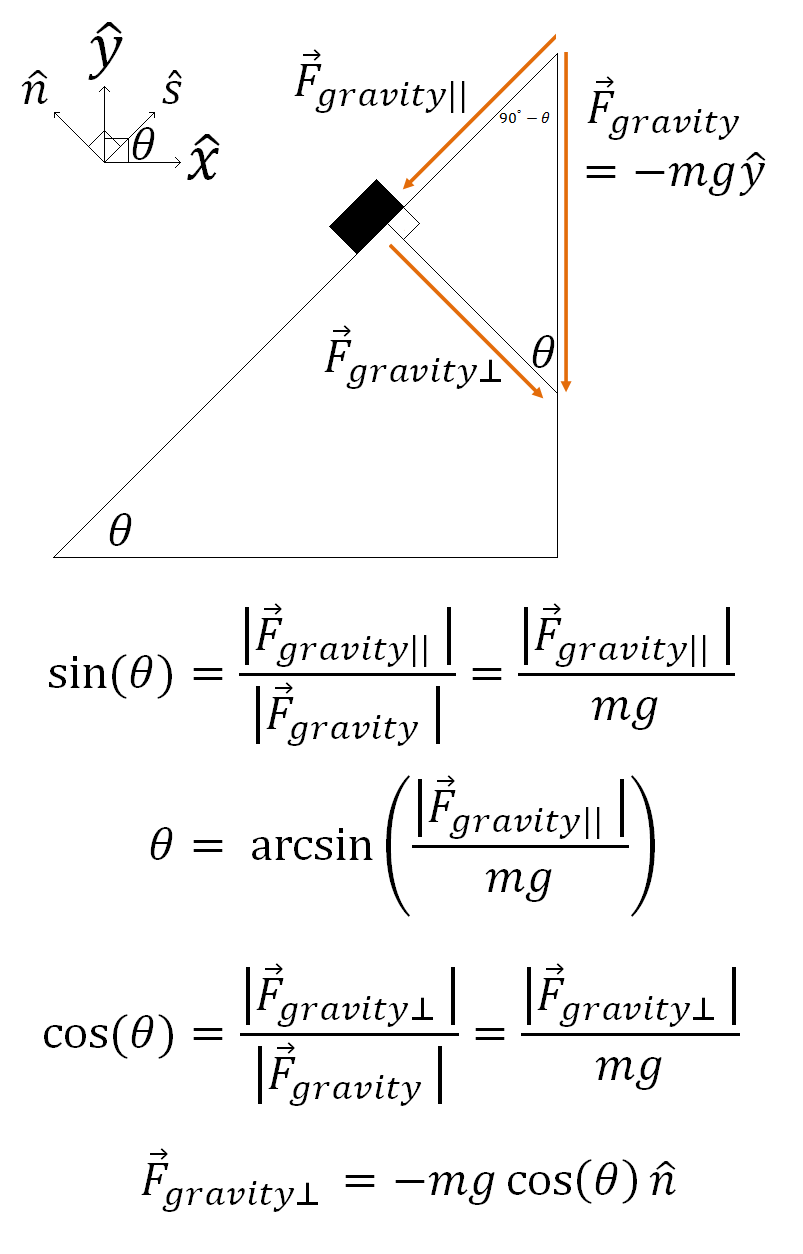 ŷ
n̂ ŝ
θ x̂
F⃗gravity||
90° − θ
F⃗gravity
= −mgŷ
F⃗gravity⊥
θ
θ
sin(θ) = |F⃗gravity|| | / |F⃗gravity | = |F⃗gravity|| | / mg
θ = arcsin(|F⃗gravity|| | / mg)
cos(θ) = |F⃗gravity⊥ | / |F⃗gravity | = |F⃗gravity⊥ | / mg
F⃗gravity⊥ = −mg cos(θ) n̂